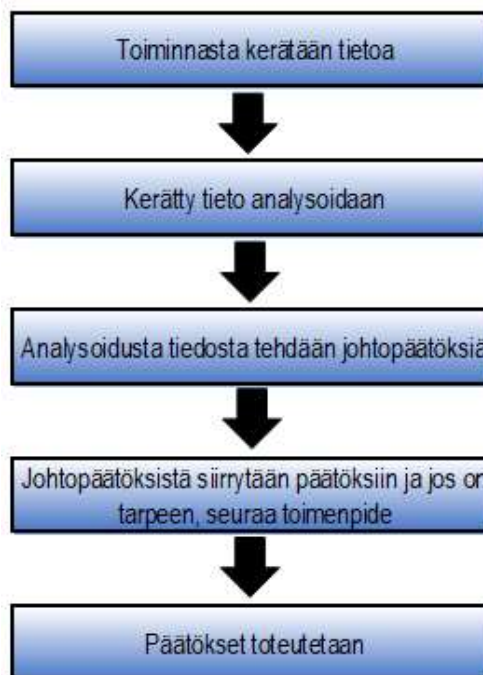 Toiminnasta kerätään tietoa
Kerätty tieto analysoidaan
Analysoidusta tiedosta tehdään johtopäätöksiä
Johtopäätöksistä siirrytään päätöksiin ja jos on
tarpeen, seuraa toimenpide
Päätökset toteutetaan